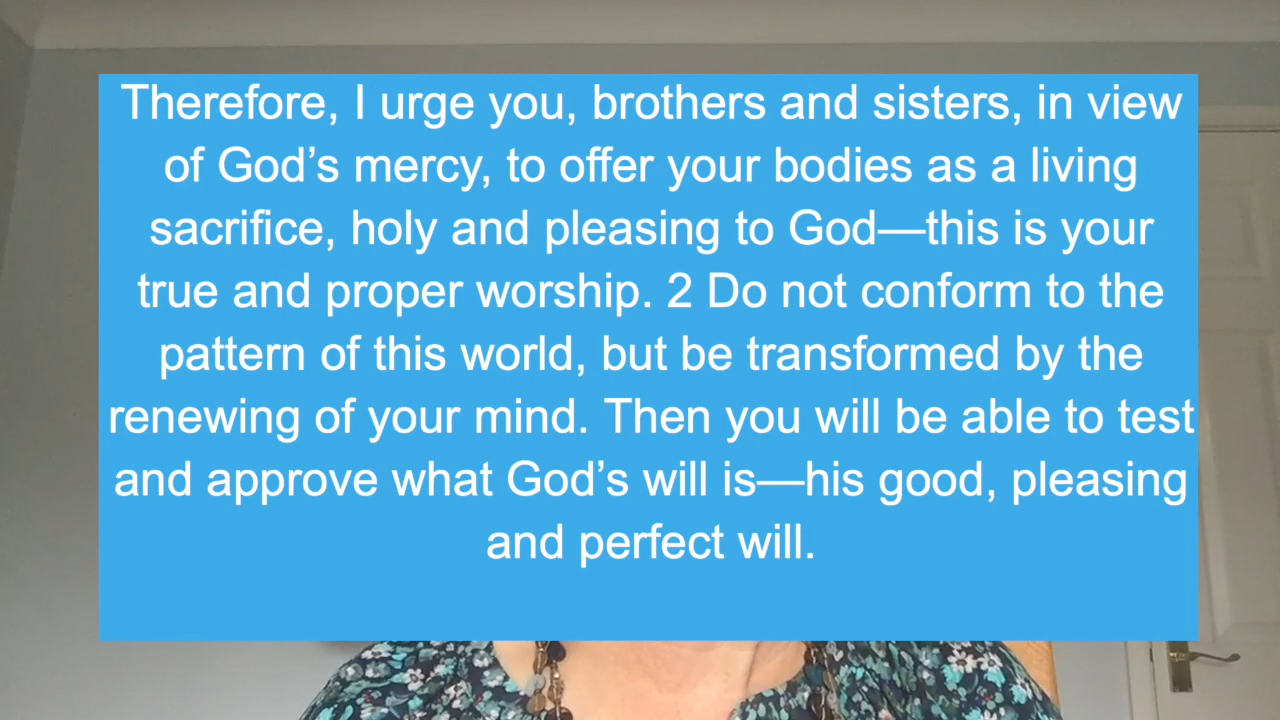 Therefore, I urge you, brothers and sisters, in view
of God’s mercy, to offer your bodies as a living
sacrifice, holy and pleasing to God—this is your
true and proper worship. 2 Do not conform to the
pattern of this world, but be transformed by the
renewing of your mind. Then you will be able to test
and approve what God’s will is—his good, pleasing
and perfect will.